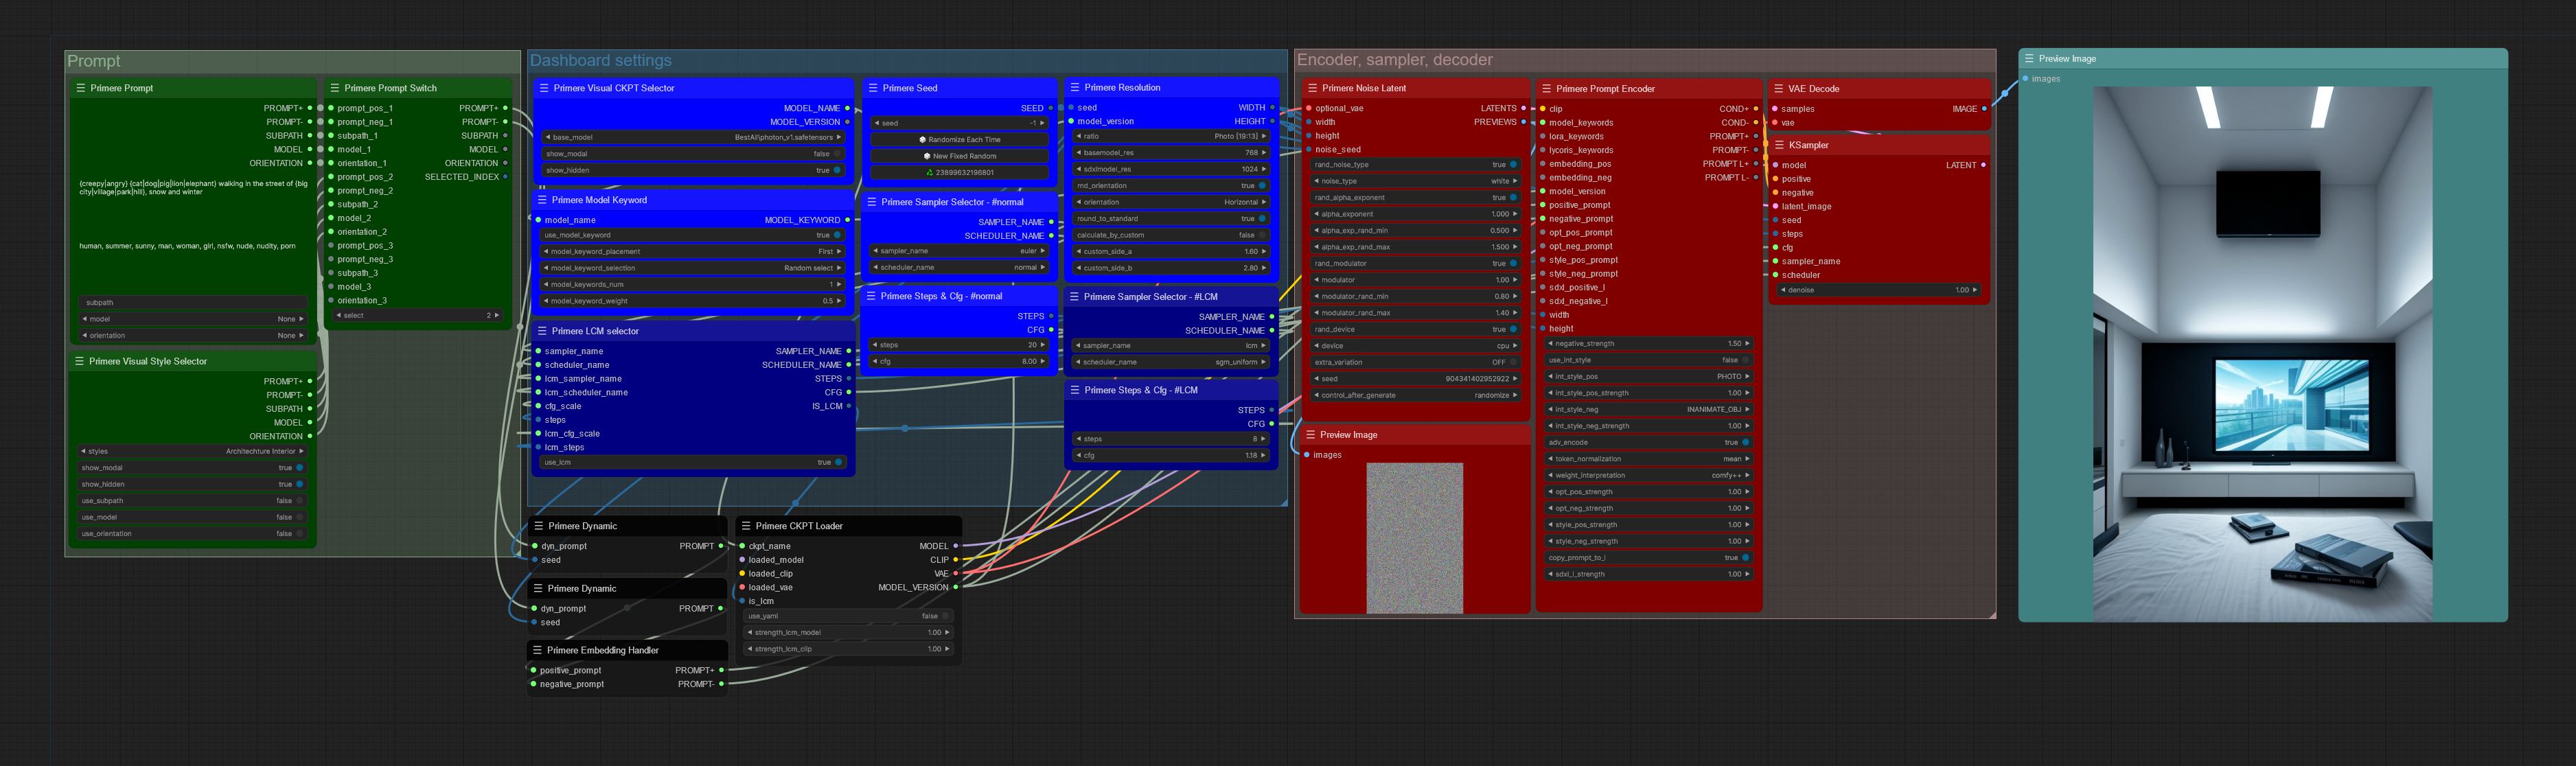 Prompt
Primere Prompt
PROMPT+
PROMPT-
SUBPATH
MODEL
ORIENTATION
{creepy|angry} {cat|dog|pig|lion|elephant} walking in the street of {big
city|village|park|hill}, snow and winter
human, summer, sunny, man, woman, girl, nsfw, nude, nudity, porn
subpath
model None
orientation None
Primere Visual Style Selector
PROMPT+
PROMPT-
SUBPATH
MODEL
ORIENTATION
styles Architechture Interior
show_modal true
show_hidden true
use_subpath false
use_model false
use_orientation false
Primere Prompt Switch
prompt_pos_1 PROMPT+
prompt_neg_1 PROMPT-
subpath_1 SUBPATH
model_1 MODEL
orientation_1 ORIENTATION
prompt_pos_2 SELECTED_INDEX
prompt_neg_2
subpath_2
model_2
orientation_2
prompt_pos_3
prompt_neg_3
subpath_3
model_3
orientation_3
select 2
Dashboard settings
Primere Visual CKPT Selector
MODEL_NAME
MODEL_VERSION
base_model BestAll\photon_v1.safetensors
show_modal false
show_hidden true
Primere Model Keyword
model_name MODEL_KEYWORD
use_model_keyword true
model_keyword_placement First
model_keyword_selection Random select
model_keywords_num 1
model_keyword_weight 0.5
Primere LCM selector
sampler_name SAMPLER_NAME
scheduler_name SCHEDULER_NAME
lcm_sampler_name STEPS
lcm_scheduler_name CFG
cfg_scale IS_LCM
steps
lcm_cfg_scale
lcm_steps
use_lcm true
Primere Seed
SEED
seed -1
Randomize Each Time
New Fixed Random
23899632196801
Primere Sampler Selector - #normal
SAMPLER_NAME
SCHEDULER_NAME
sampler_name euler
scheduler_name normal
Primere Steps & Cfg - #normal
STEPS
CFG
steps 20
cfg 8.00
Primere Resolution
seed WIDTH
model_version HEIGHT
ratio Photo [19:13]
basemodel_res 768
sdxlmodel_res 1024
rnd_orientation true
orientation Horizontal
round_to_standard true
calculate_by_custom false
custom_side_a 1.60
custom_side_b 2.80
Primere Sampler Selector - #LCM
SAMPLER_NAME
SCHEDULER_NAME
sampler_name lcm
scheduler_name sgm_uniform
Primere Steps & Cfg - #LCM
STEPS
CFG
steps 8
cfg 1.18
Primere Dynamic
dyn_prompt PROMPT
seed
Primere Dynamic
dyn_prompt PROMPT
seed
Primere Embedding Handler
positive_prompt PROMPT+
negative_prompt PROMPT-
Primere CKPT Loader
ckpt_name MODEL
loaded_model CLIP
loaded_clip VAE
loaded_vae MODEL_VERSION
is_lcm
use_yaml false
strength_lcm_model 1.00
strength_lcm_clip 1.00
Encoder, sampler, decoder
Primere Noise Latent
optional_vae LATENTS
width PREVIEWS
height
noise_seed
rand_noise_type true
noise_type white
rand_alpha_exponent true
alpha_exponent 1.000
alpha_exp_rand_min 0.500
alpha_exp_rand_max 1.500
rand_modulator true
modulator 1.00
modulator_rand_min 0.80
modulator_rand_max 1.40
rand_device true
device cpu
extra_variation OFF
seed 904341402952922
control_after_generate randomize
Preview Image
images
Primere Prompt Encoder
clip COND+
model_keywords COND-
lora_keywords PROMPT+
lycoris_keywords PROMPT-
embedding_pos PROMPT L+
embedding_neg PROMPT L-
model_version
positive_prompt
negative_prompt
opt_pos_prompt
opt_neg_prompt
style_pos_prompt
style_neg_prompt
sdxl_positive_l
sdxl_negative_l
width
height
negative_strength 1.50
use_int_style false
int_style_pos PHOTO
int_style_pos_strength 1.00
int_style_neg INANIMATE_OBJ
int_style_neg_strength 1.00
adv_encode true
token_normalization mean
weight_interpretation comfy++
opt_pos_strength 1.00
opt_neg_strength 1.00
style_pos_strength 1.00
style_neg_strength 1.00
copy_prompt_to_l true
sdxl_l_strength 1.00
VAE Decode
samples IMAGE
vae
KSampler
model LATENT
positive
negative
latent_image
seed
steps
cfg
sampler_name
scheduler
denoise 1.00
Preview Image
images